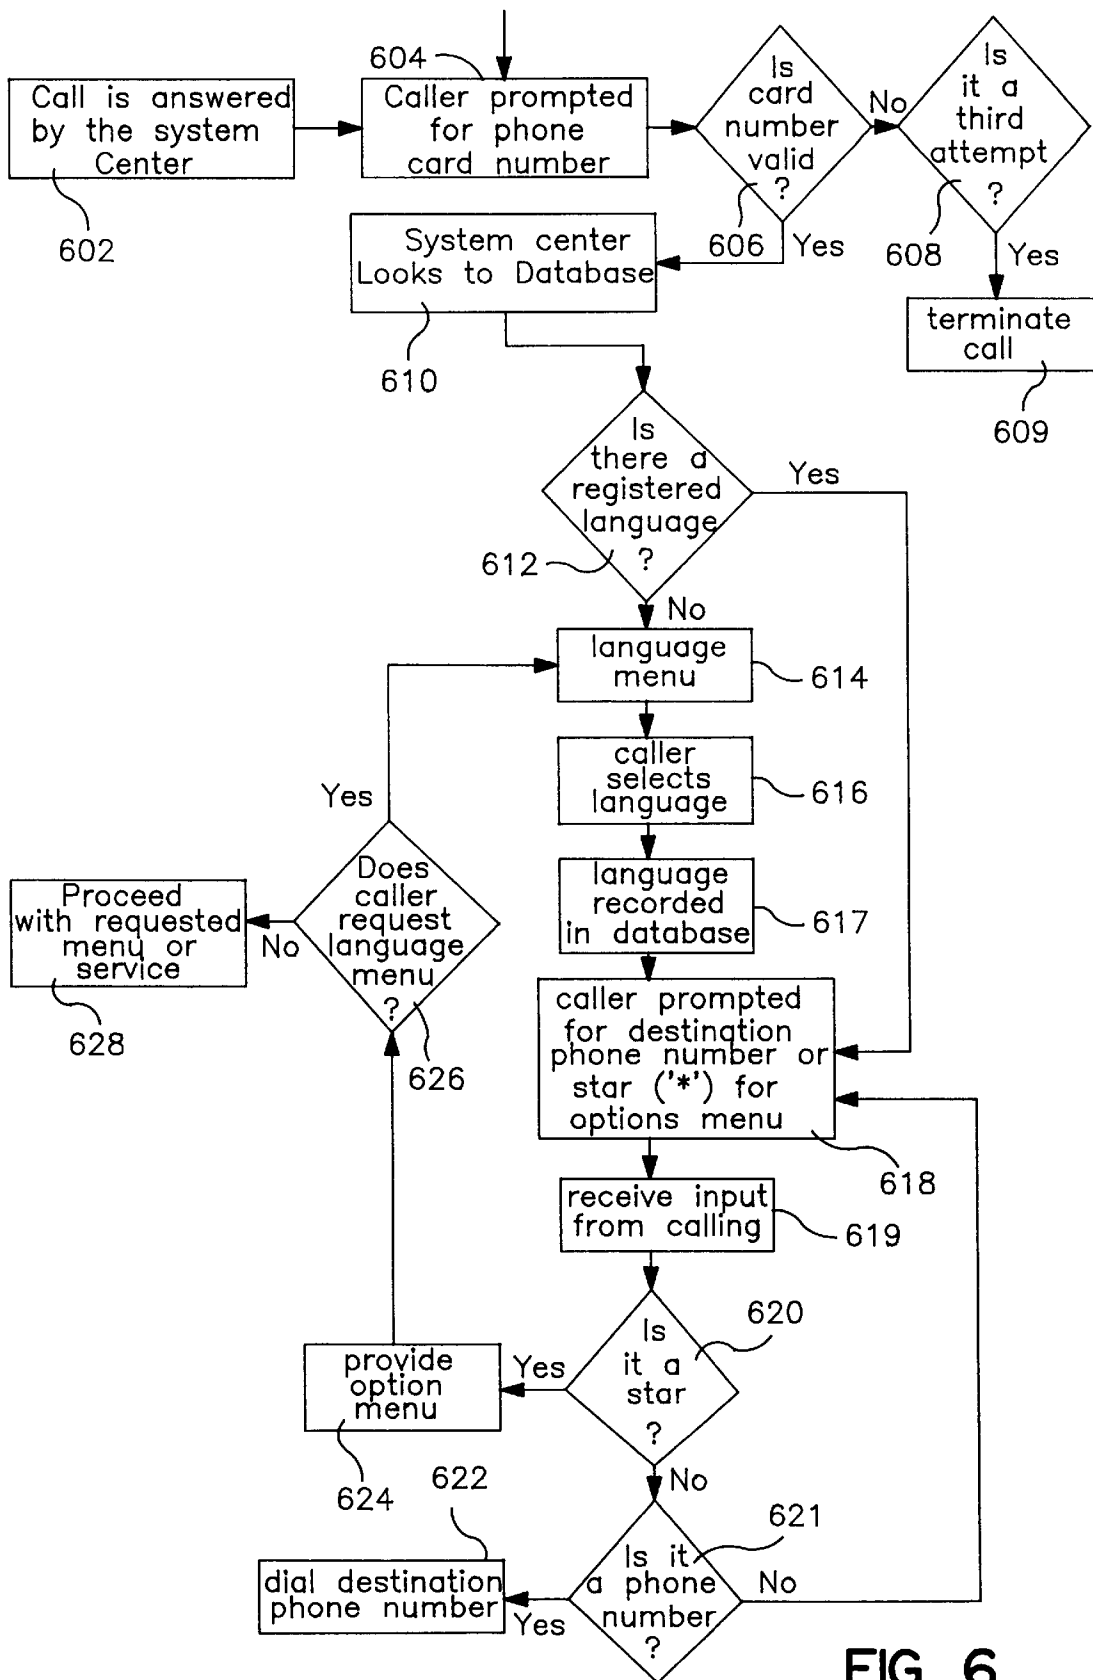 604
Call is answered
by the system
Center
602
Caller prompted
for phone
card number
Is
card
number
valid
?
606
No
Yes
Is
it a
third
attempt
?
608
Yes
terminate
call
609
System center
Looks to Database
610
Is
there a
registered
language
?
612
Yes
No
language
menu
614
caller
selects
language
616
language
recorded
in database
617
Yes
Does
caller
request
language
menu
?
626
No
Proceed
with requested
menu or
service
628
caller prompted
for destination
phone number or
star ('*') for
options menu
618
receive input
from calling
619
Is
it a
star
?
620
Yes
No
provide
option
menu
624
622
621
Is it
a phone
number
?
No
Yes
dial destination
phone number
FIG. 6